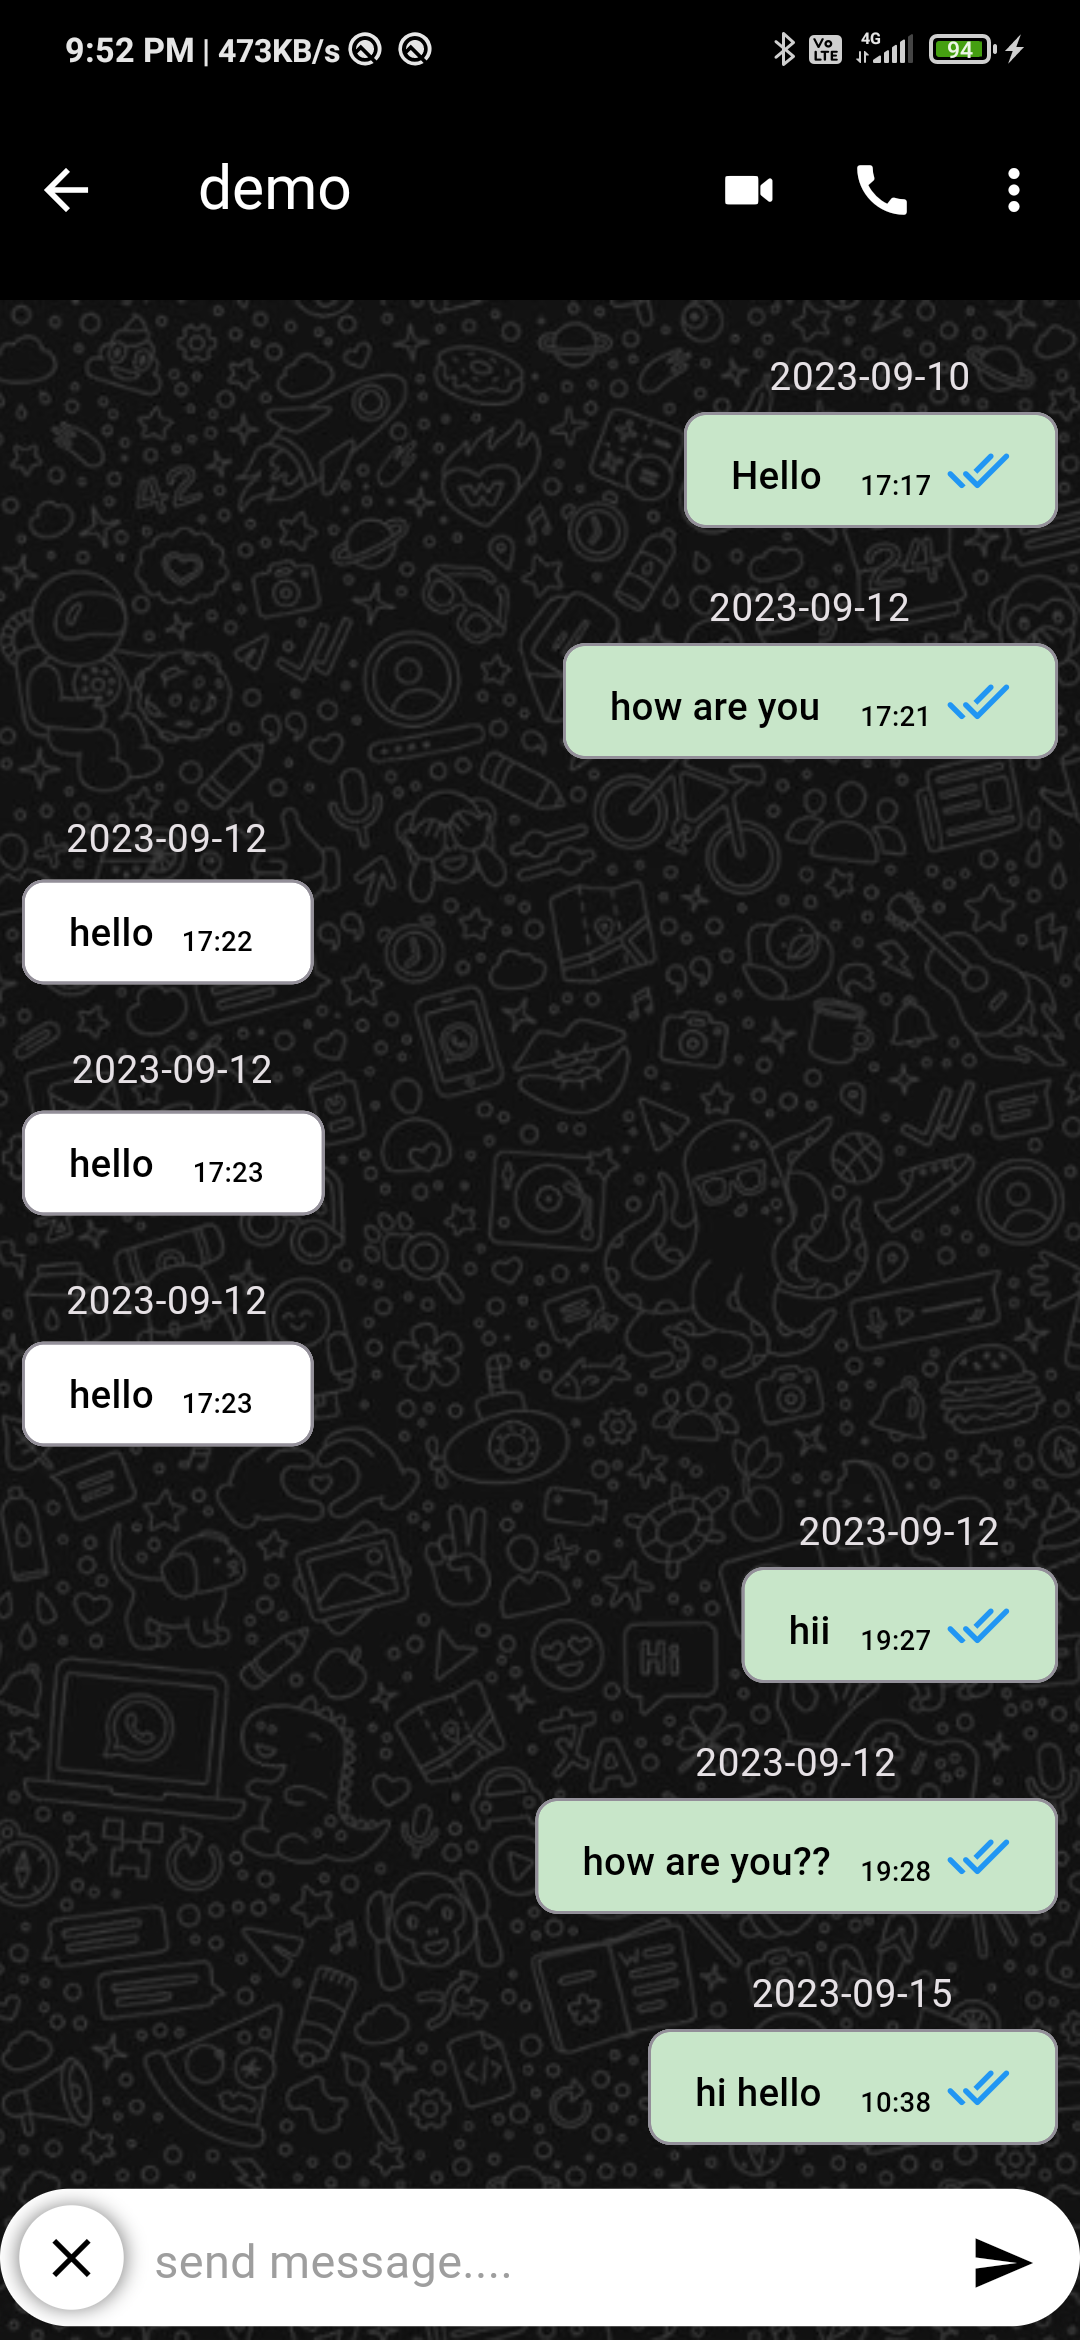 9:52 PM | 473KB/s
Vo LTE 4G 94
demo
2023-09-10
Hello 17:17
2023-09-12
how are you 17:21
2023-09-12
hello 17:22
2023-09-12
hello 17:23
2023-09-12
hello 17:23
2023-09-12
hii 19:27
2023-09-12
how are you?? 19:28
2023-09-15
hi hello 10:38
send message....